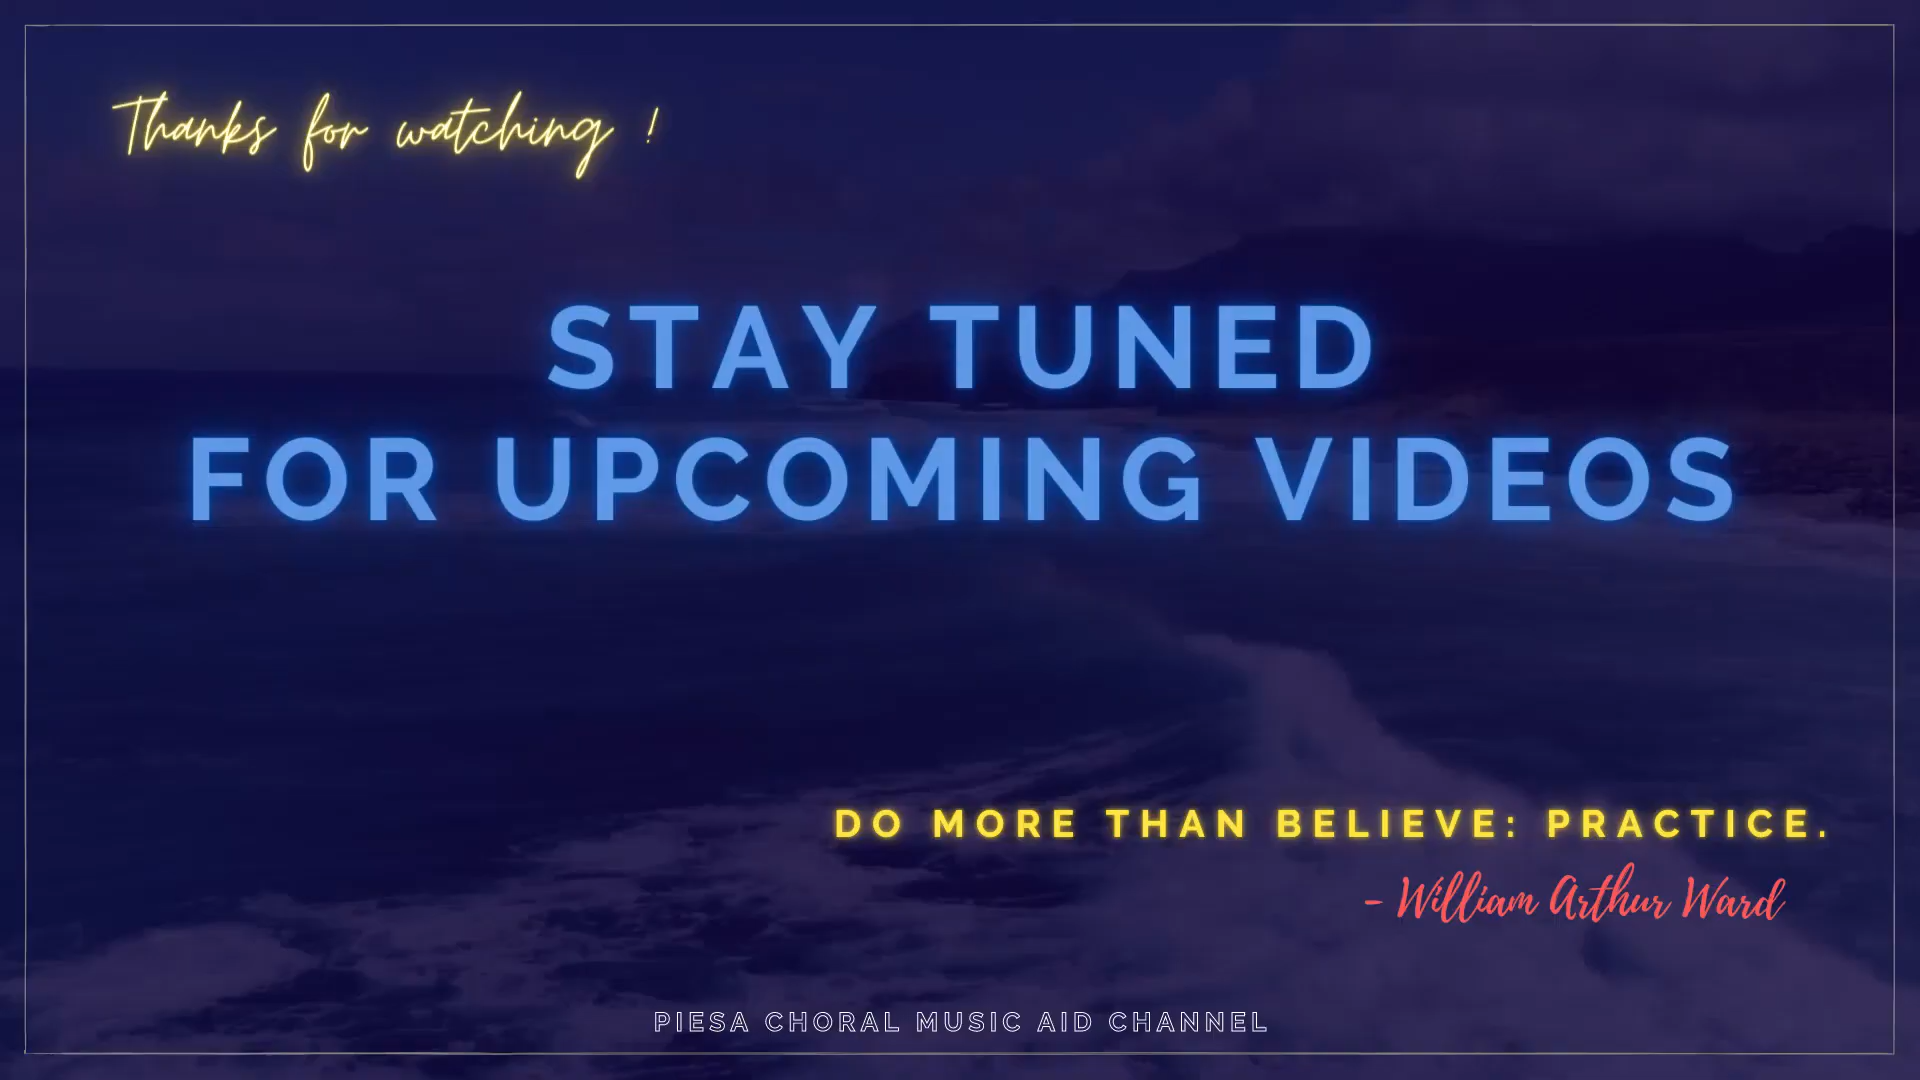 Thanks for watching !
STAY TUNED
FOR UPCOMING VIDEOS
DO MORE THAN BELIEVE: PRACTICE.
- William Arthur Ward
PIESA CHORAL MUSIC AID CHANNEL